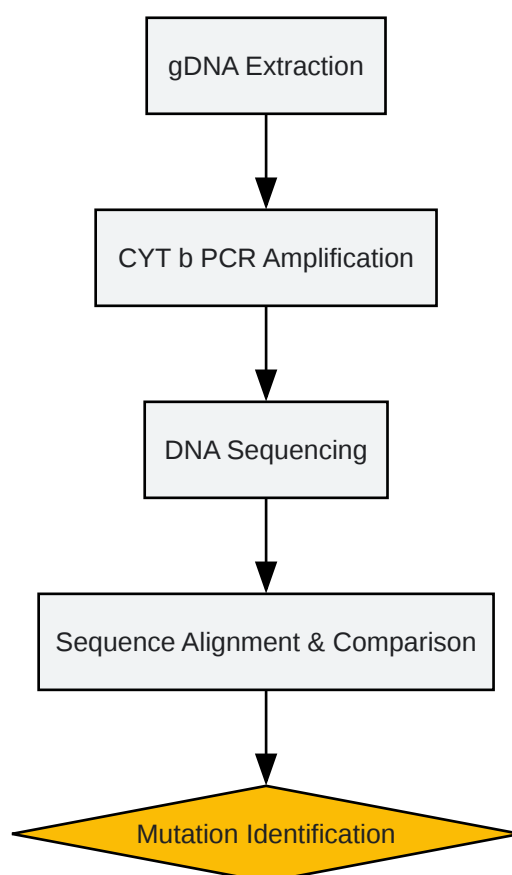 gDNA Extraction
CYT b PCR Amplification
DNA Sequencing
Sequence Alignment & Comparison
Mutation Identification